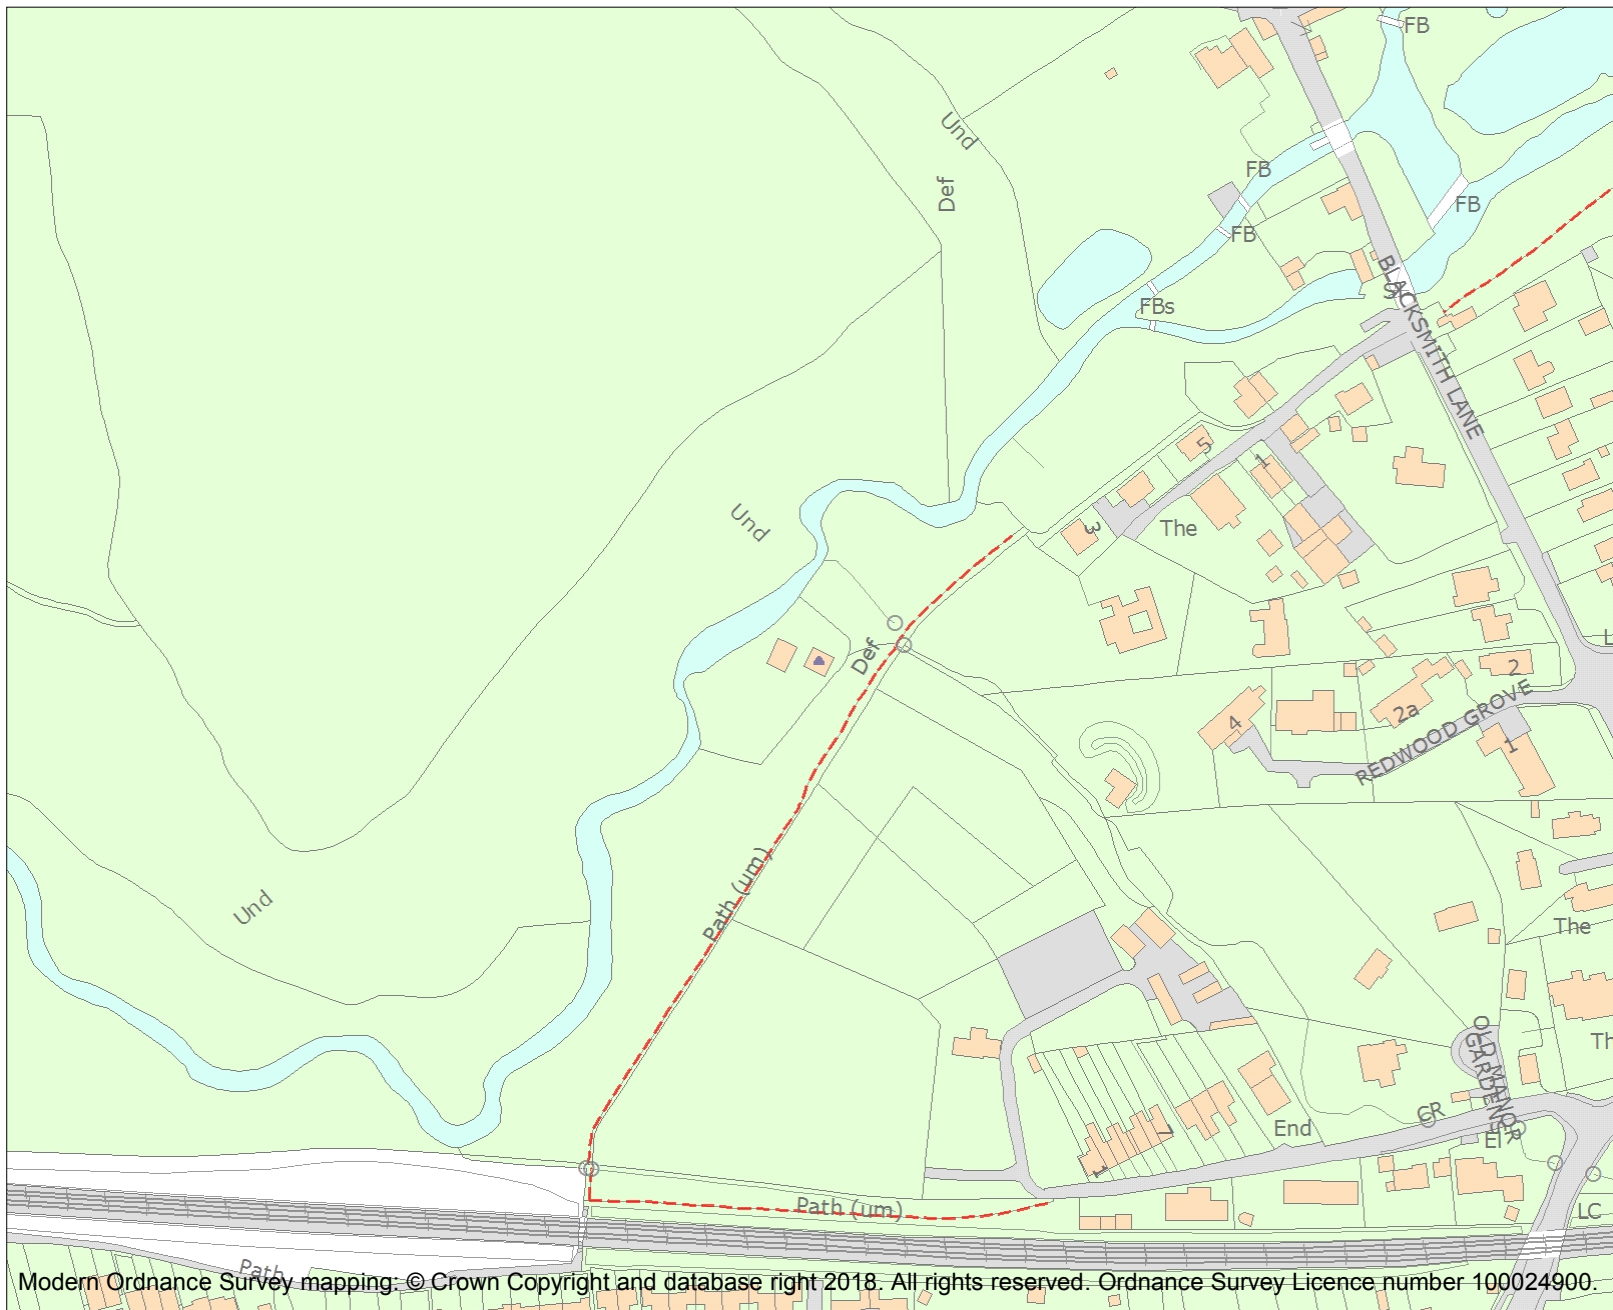 FB
Und
FB
Def
FB
FB
BLACKSMITH LANE
FBs
5
1
Und
3
The
Def
2
4
2a
REDWOOD GROVE
1
Path (um)
Und
The
OLD MANOR
GARDENS
Th
CR
7
End
El
1
Path (um)
LC
Path
Modern Ordnance Survey mapping: © Crown Copyright and database right 2018. All rights reserved. Ordnance Survey Licence number 100024900.